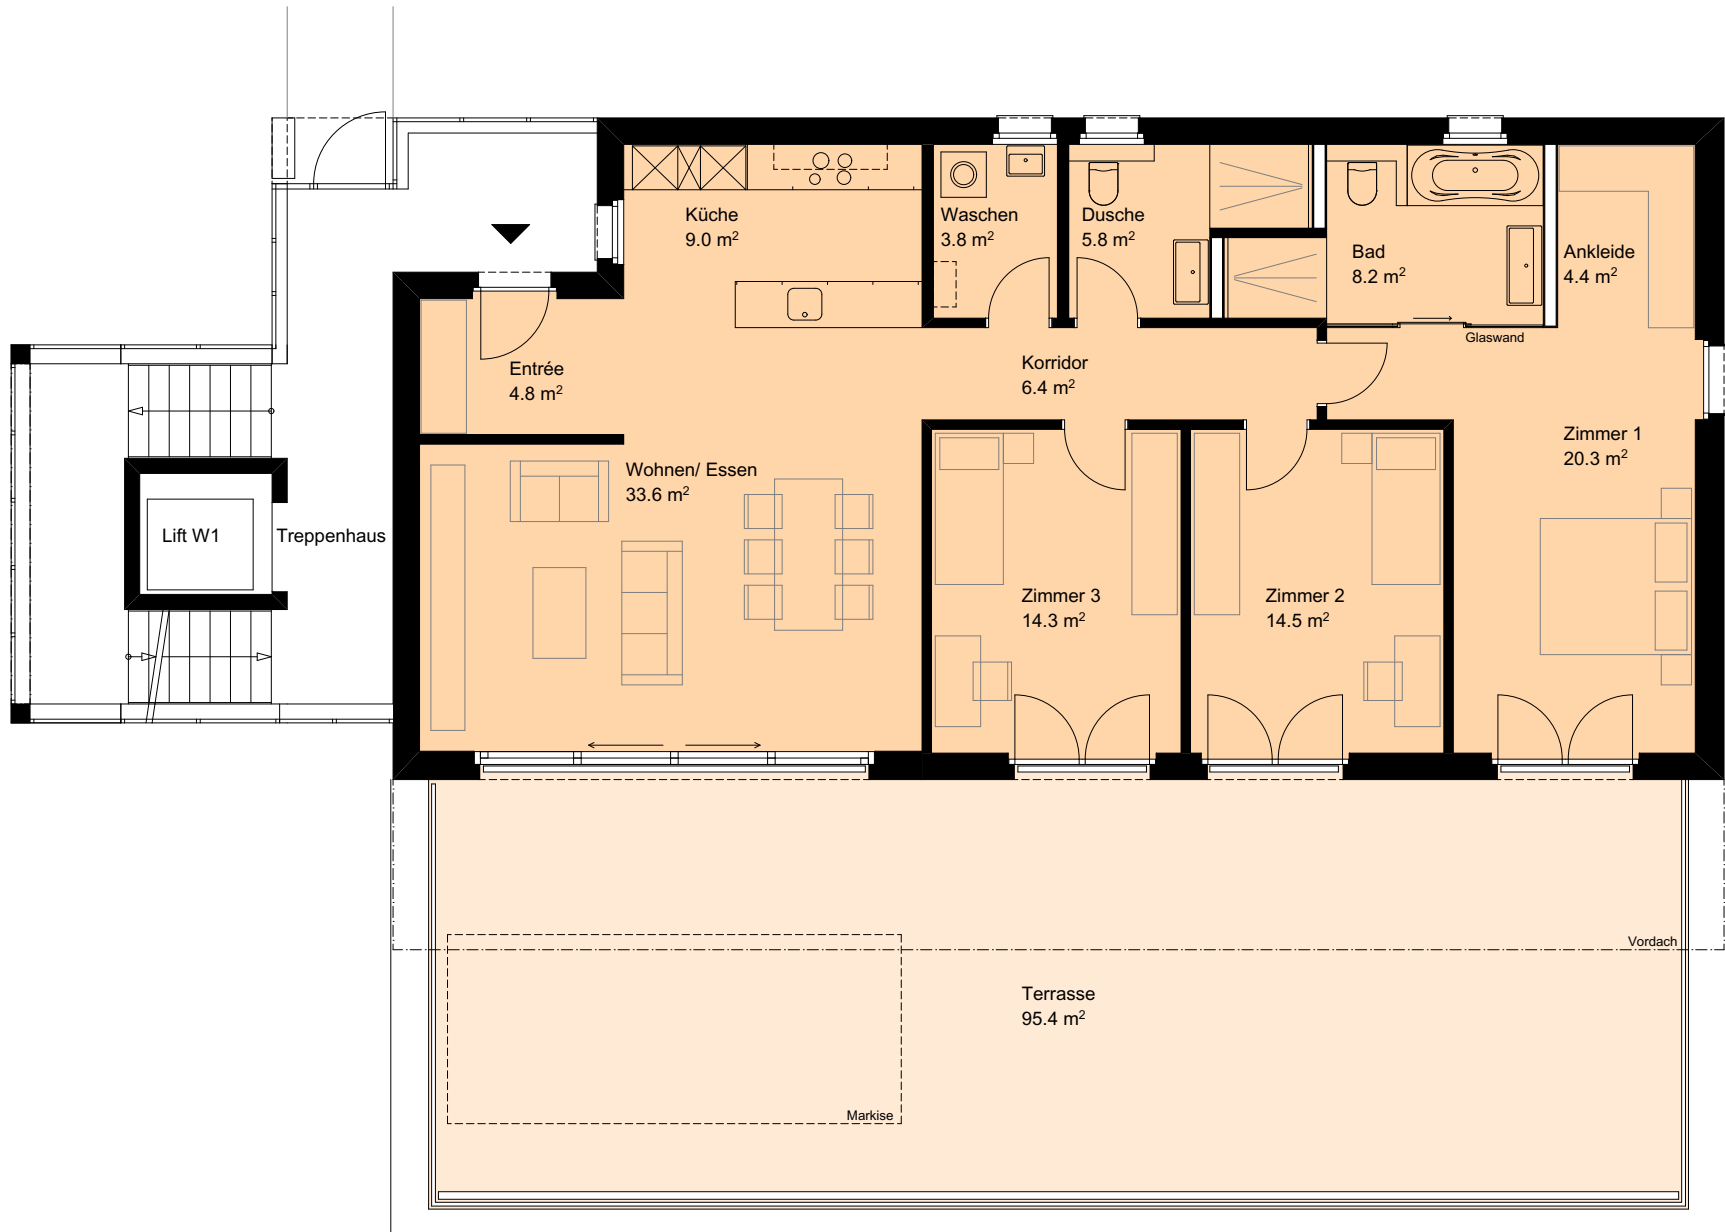 Küche
9.0 m²
Waschen
3.8 m²
Dusche
5.8 m²
Bad
8.2 m²
Ankleide
4.4 m²
Glaswand
Entrée
4.8 m²
Korridor
6.4 m²
Wohnen/ Essen
33.6 m²
Zimmer 1
20.3 m²
Lift W1
Treppenhaus
Zimmer 3
14.3 m²
Zimmer 2
14.5 m²
Vordach
Terrasse
95.4 m²
Markise